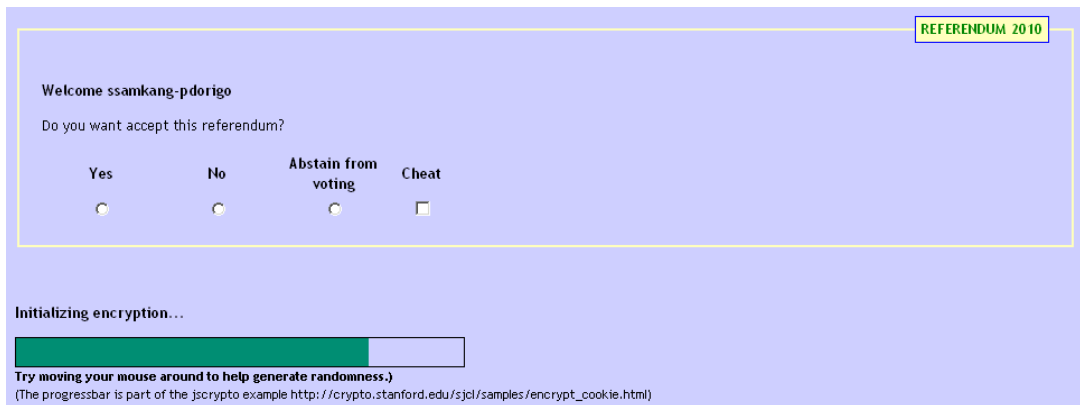 REFERENDUM 2010
Welcome ssamkang-pdorigo
Do you want accept this referendum?
Yes No Abstain from voting Cheat
Initializing encryption...
Try moving your mouse around to help generate randomness.)
(The progressbar is part of the jscrypto example http://crypto.stanford.edu/sjcl/samples/encrypt_cookie.html)